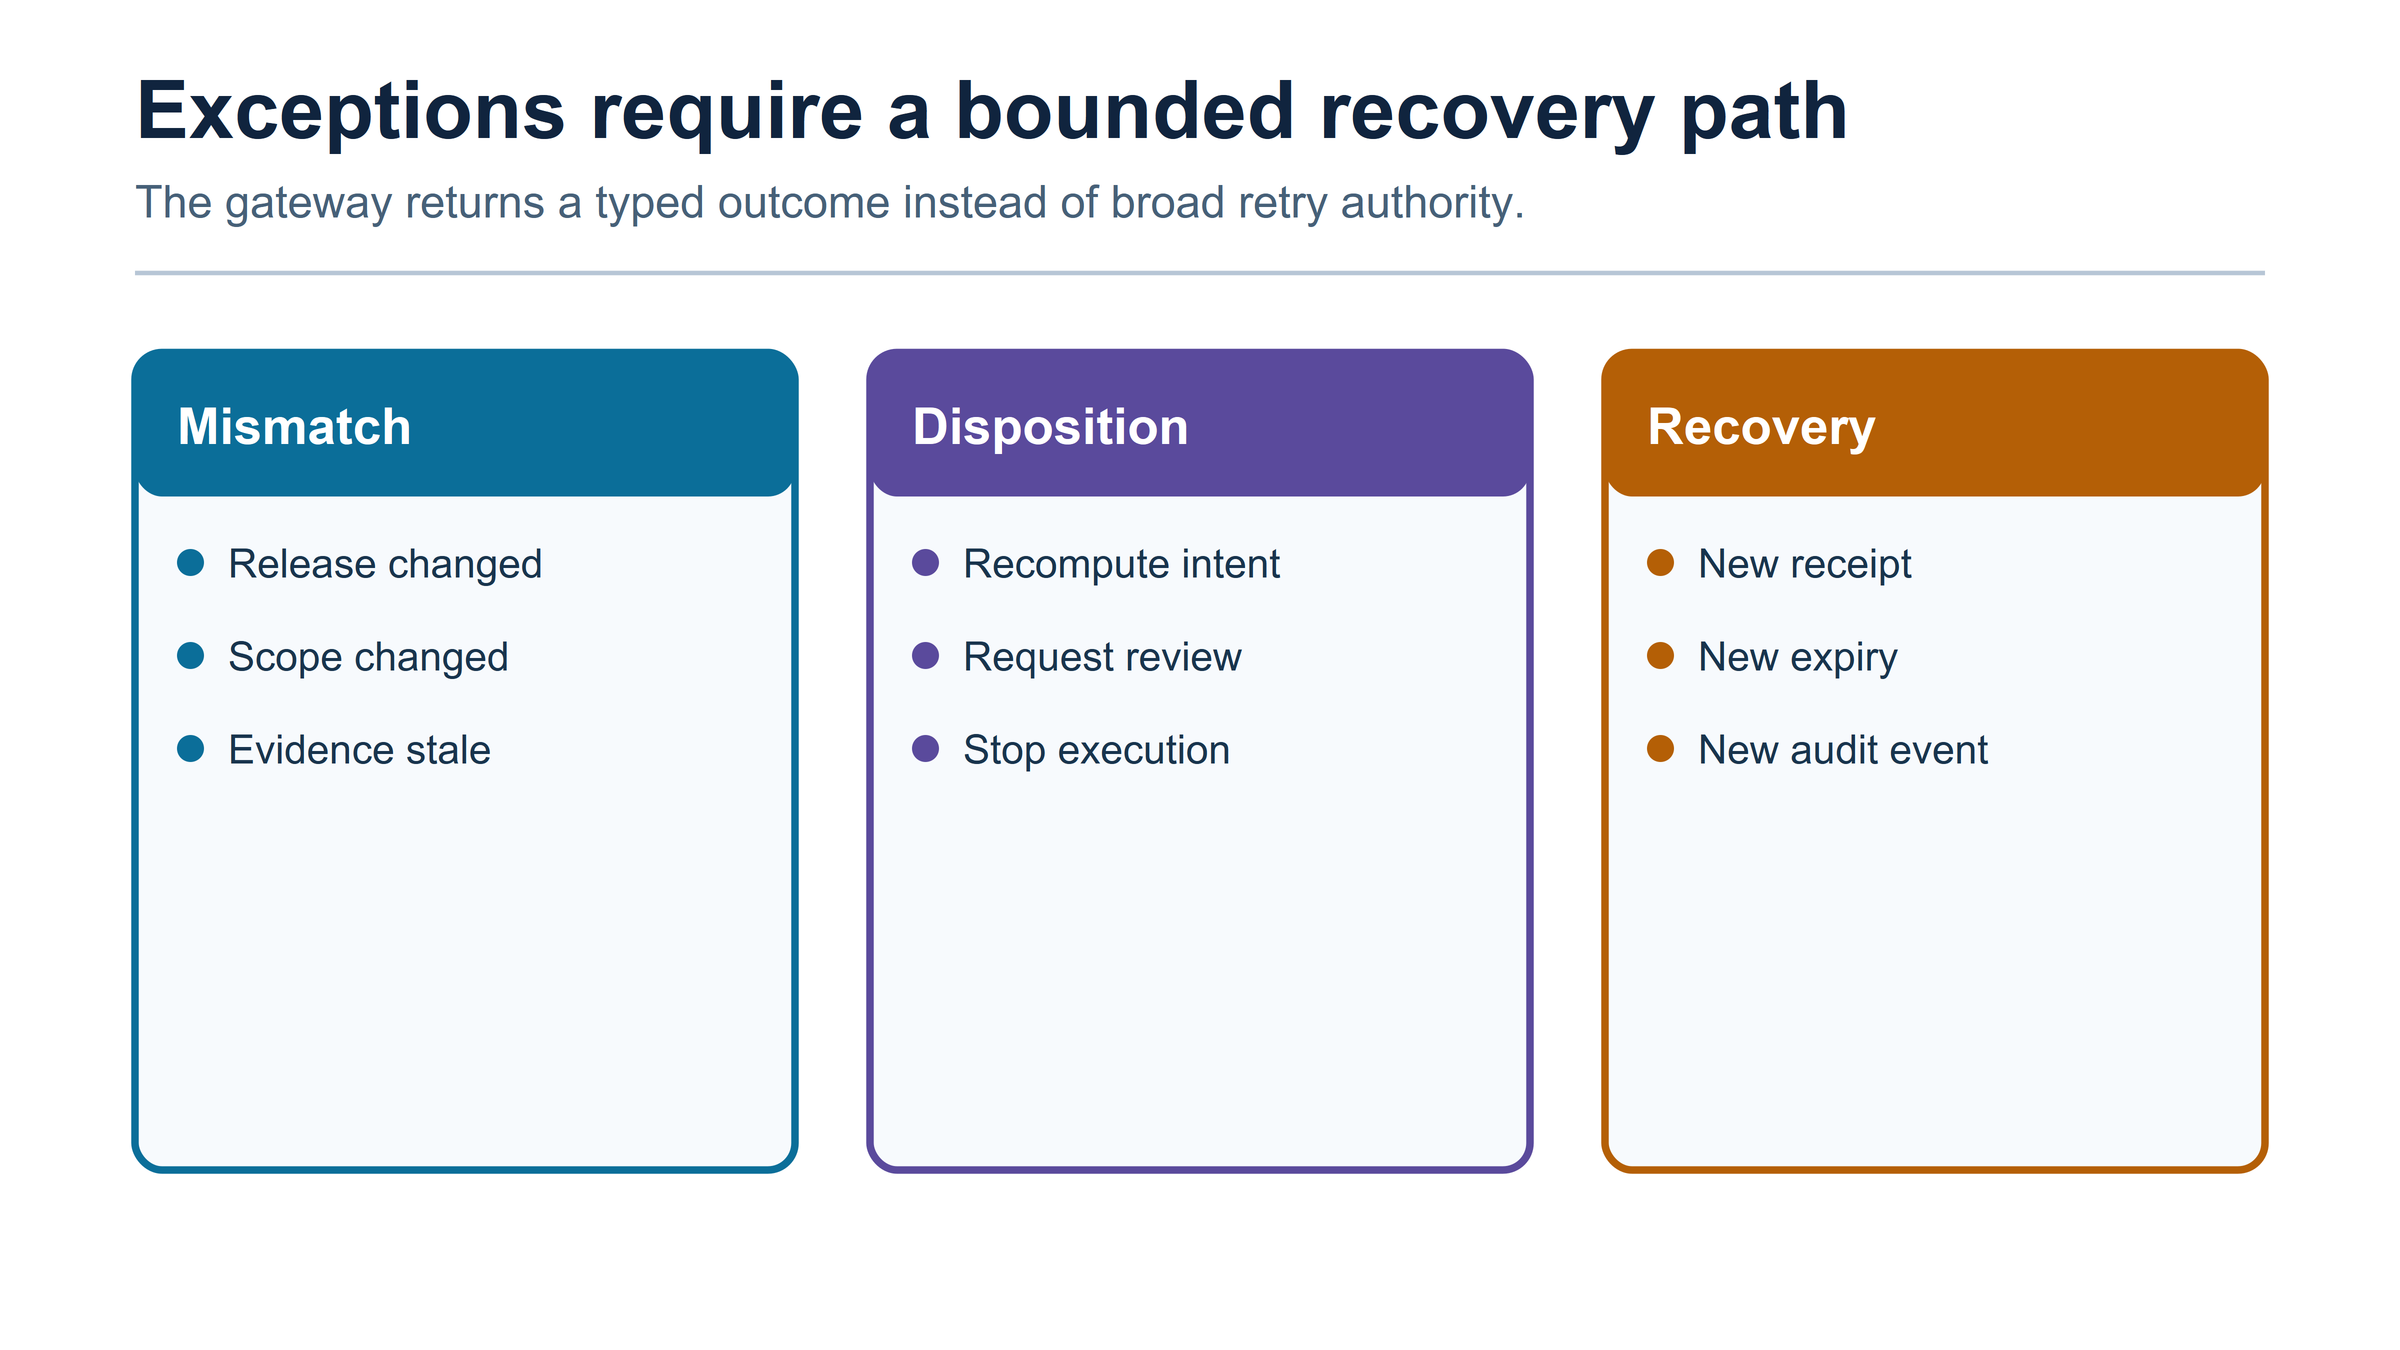 Exceptions require a bounded recovery path
The gateway returns a typed outcome instead of broad retry authority.
Mismatch
Release changed
Scope changed
Evidence stale
Disposition
Recompute intent
Request review
Stop execution
Recovery
New receipt
New expiry
New audit event